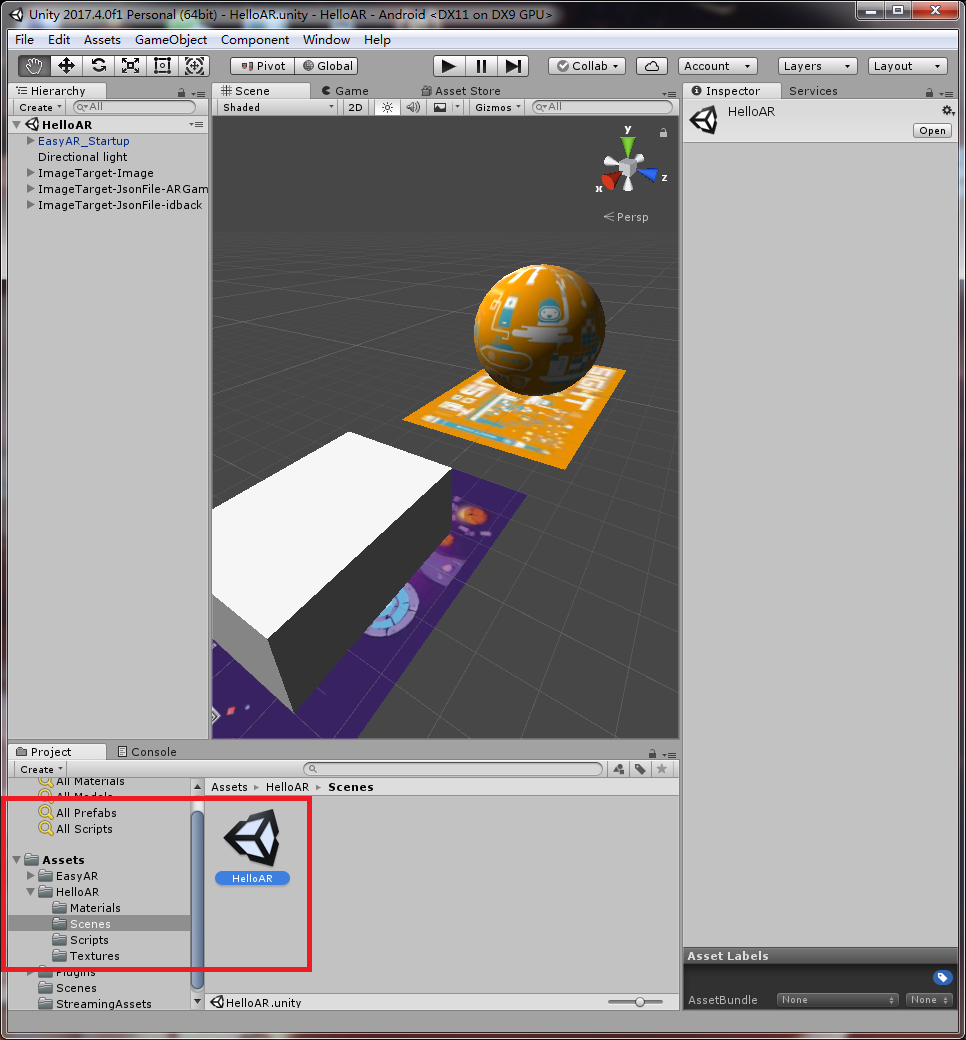 Unity 2017.4.0f1 Personal (64bit) - HelloAR.unity - HelloAR - Android <DX11 on DX9 GPU>
File Edit Assets GameObject Component Window Help
Pivot Global Collab Account Layers Layout
Hierarchy
Create All
HelloAR
EasyAR_Startup
Directional light
ImageTarget-Image
ImageTarget-JsonFile-ARGam
ImageTarget-JsonFile-idback
Scene Game Asset Store
Shaded 2D Gizmos All
y
z
x
Persp
SIGHT
Inspector Services
HelloAR
Open
Project Console
Create
All Materials
All Models
All Prefabs
All Scripts
Assets
EasyAR
HelloAR
Materials
Scenes
Scripts
Textures
Plugins
Scenes
StreamingAssets
Assets HelloAR Scenes
HelloAR
HelloAR.unity
Asset Labels
AssetBundle None None